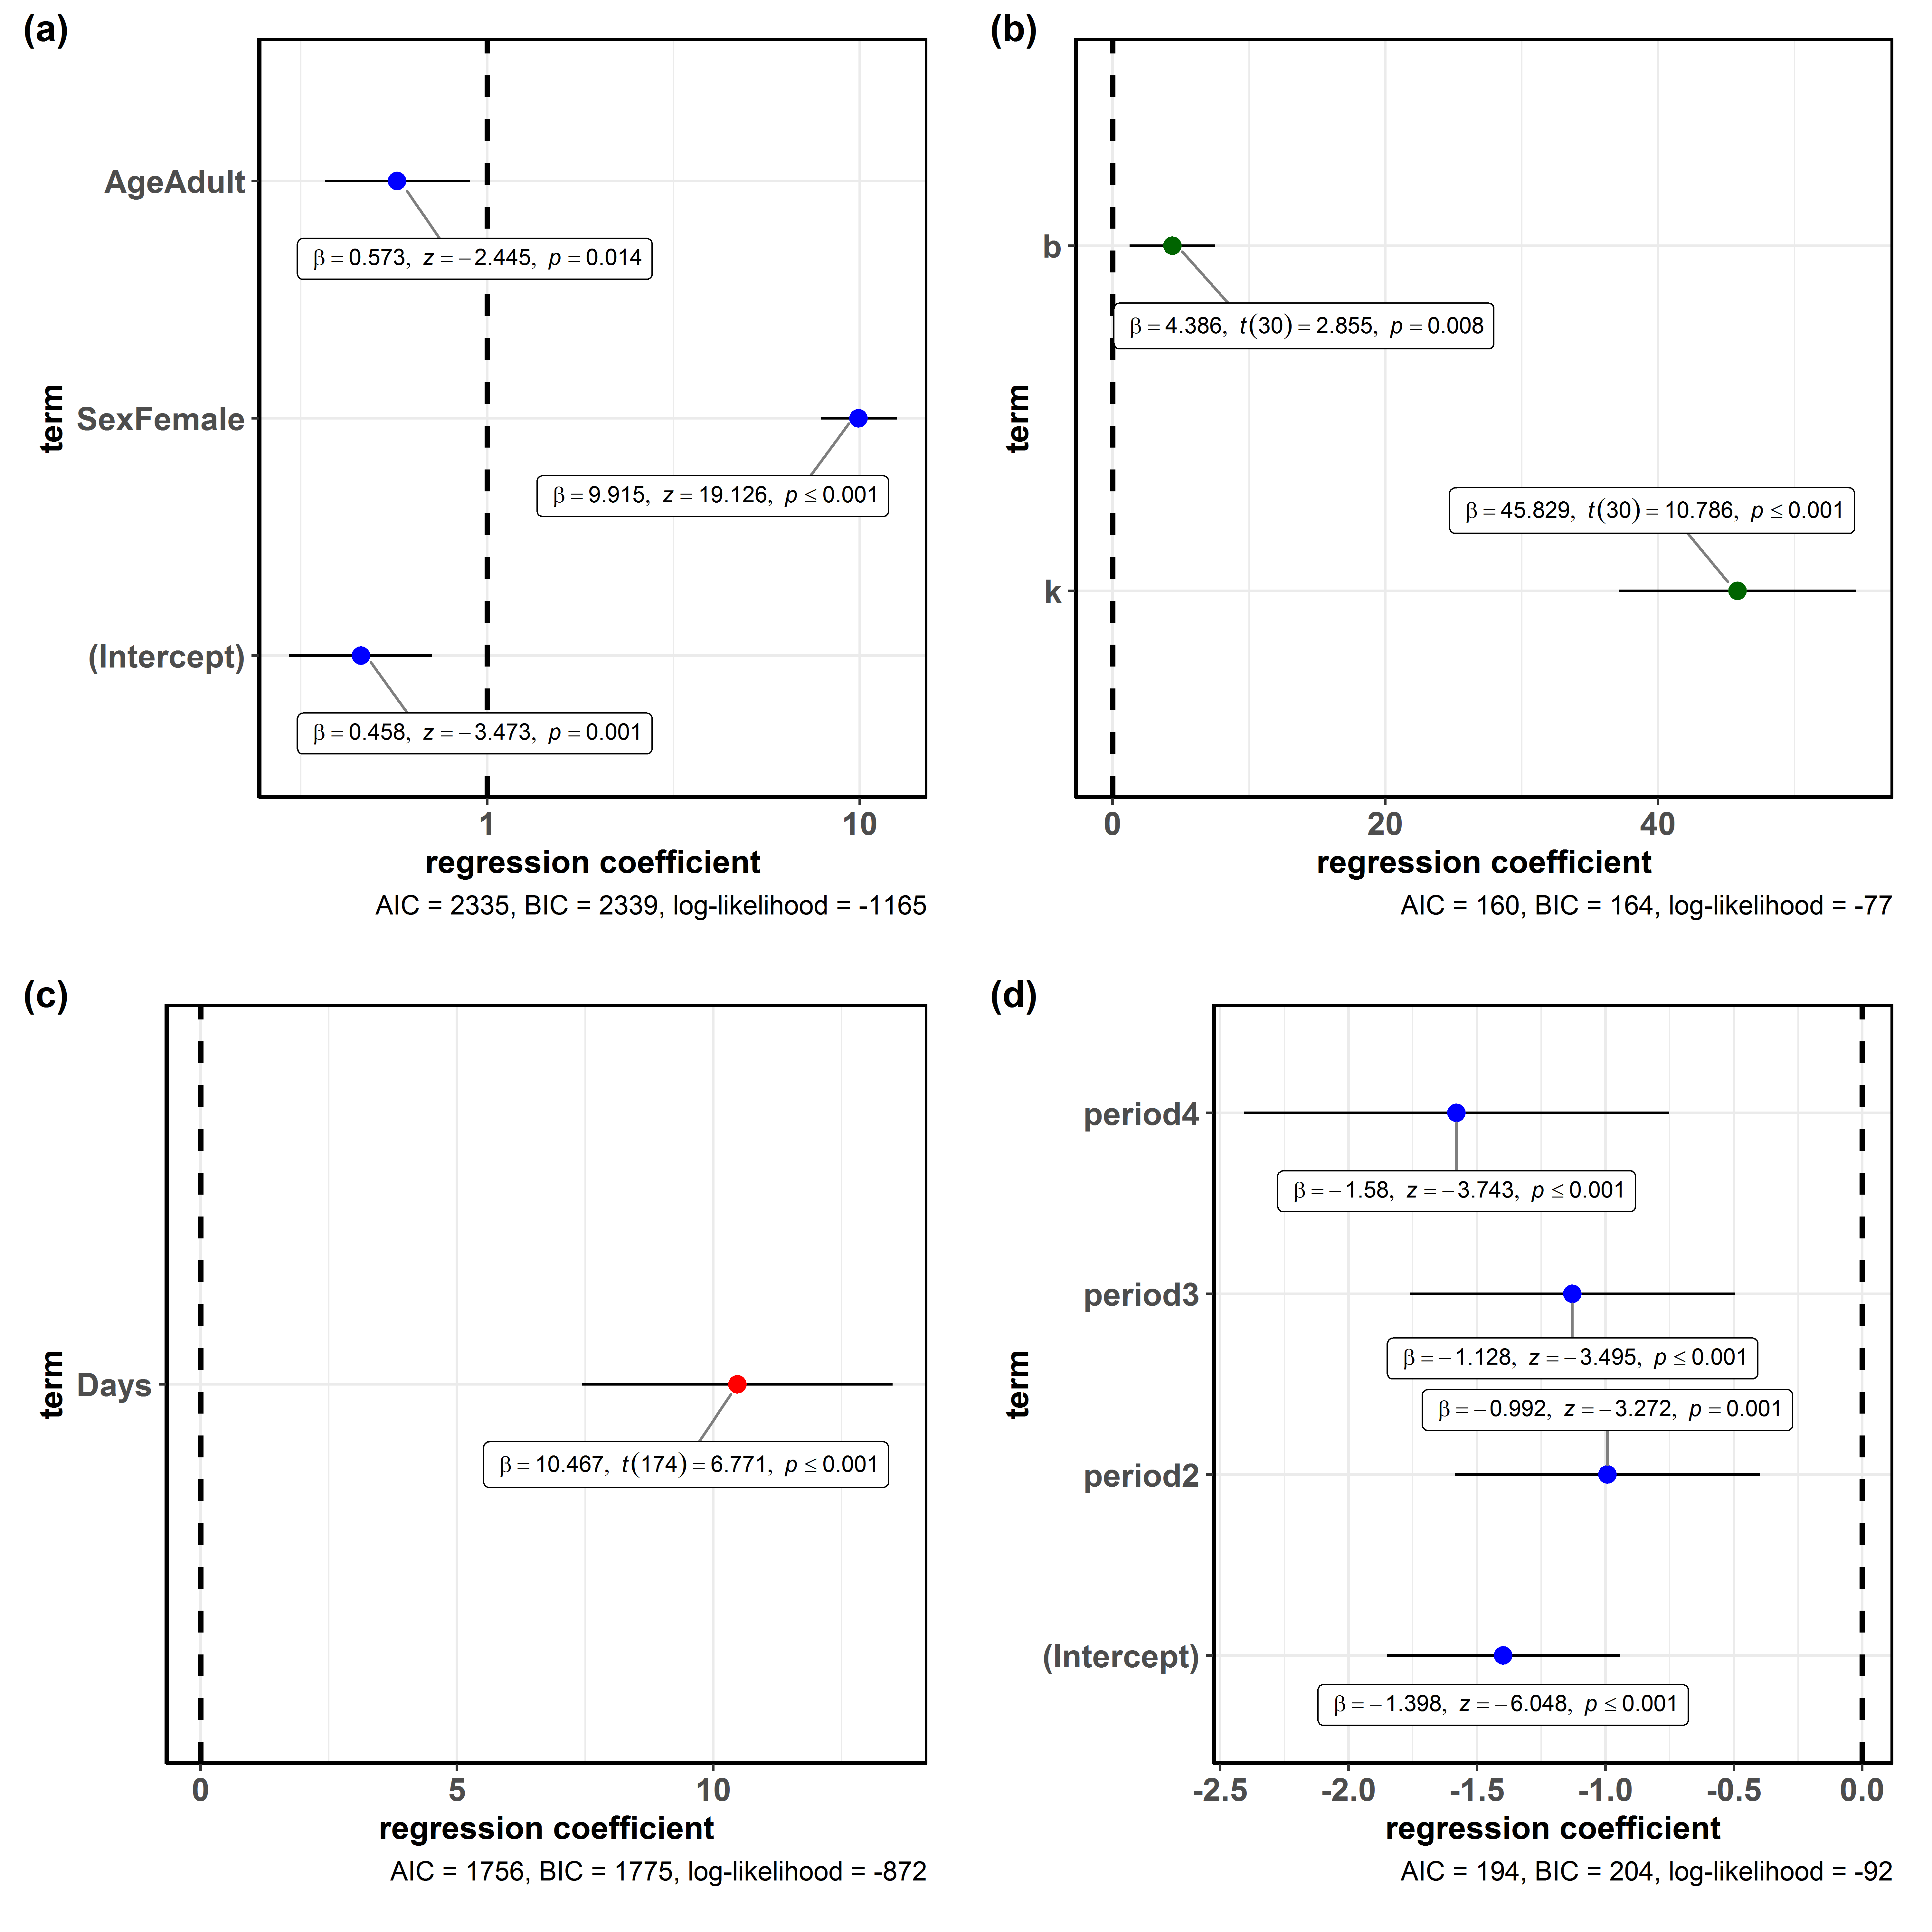 (a)
AgeAdult
β = 0.573, z = −2.445, p = 0.014
term
SexFemale
β = 9.915, z = 19.126, p ≤ 0.001
(Intercept)
β = 0.458, z = −3.473, p = 0.001
1 10
regression coefficient
AIC = 2335, BIC = 2339, log-likelihood = -1165
(b)
b
β = 4.386, t(30) = 2.855, p = 0.008
term
β = 45.829, t(30) = 10.786, p ≤ 0.001
k
0 20 40
regression coefficient
AIC = 160, BIC = 164, log-likelihood = -77
(c)
term
Days
β = 10.467, t(174) = 6.771, p ≤ 0.001
0 5 10
regression coefficient
AIC = 1756, BIC = 1775, log-likelihood = -872
(d)
period4
β = −1.58, z = −3.743, p ≤ 0.001
period3
β = −1.128, z = −3.495, p ≤ 0.001
term
β = −0.992, z = −3.272, p = 0.001
period2
(Intercept)
β = −1.398, z = −6.048, p ≤ 0.001
-2.5 -2.0 -1.5 -1.0 -0.5 0.0
regression coefficient
AIC = 194, BIC = 204, log-likelihood = -92